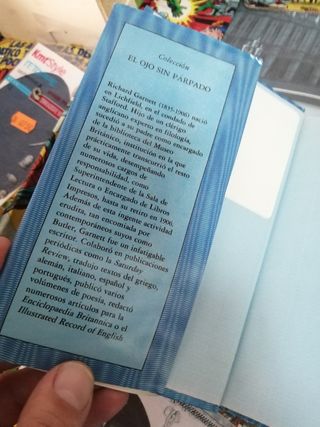 Colección
EL OJO SIN PARPADO
Richard Garnett (1835-1906) nació
en Lichfield, en el condado de
Stafford. Hijo de un clérigo
anglicano experto en filología,
sucedió a su padre como encargado
de la biblioteca del Museo
Británico, institución en la que
prácticamente transcurrió el resto
de su vida, desempeñando
numerosos cargos de
responsabilidad, como
Superintendente de la Sala de
Lectura o Encargado de Libros
Impresos, hasta su retiro en 1906.
Además de esta ingente actividad
erudita, tan encomiada por
contemporáneos suyos como
Butler, Garnett fue un infatigable
escritor. Colaboró en publicaciones
periódicas como la Saturday
Review, tradujo textos del griego,
alemán, italiano, español y
portugués, publicó varios
volúmenes de poesía, redactó
numerosos artículos para la
Enciclopaedia Britannica o el
Illustrated Record of English
KmtStyle